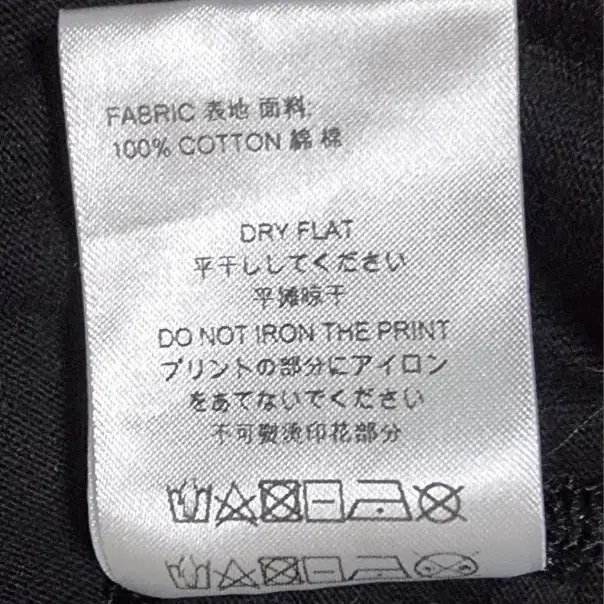 FABRIC 表地 面料:
100% COTTON 綿 棉
DRY FLAT
平干ししてください
平摊晾干
DO NOT IRON THE PRINT
プリントの部分にアイロン
をあてないでください
不可熨烫印花部分